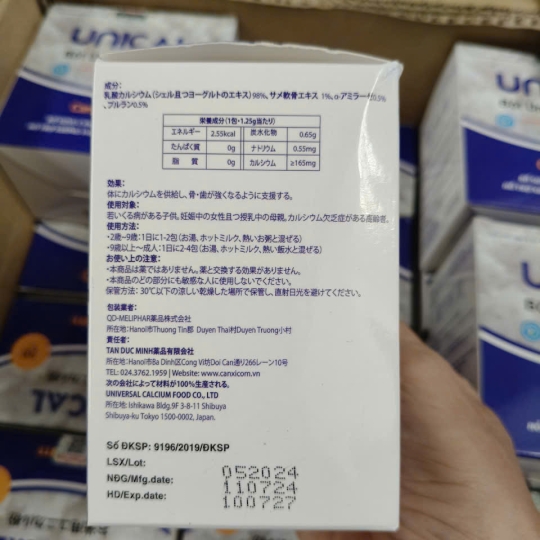 UNICAL
成分:
乳酸カルシウム(シェル且つヨーグルトのエキス)98%、サメ軟骨エキス 1%、α-アミラーゼ0.5%
、プルラン0.5%
栄養成分(1包・1.25g当たり)
エネルギー 2.55kcal 炭水化物 0.65g
たんぱく質 0g ナトリウム 0.55mg
脂 質 0g カルシウム ≥165mg
効果:
体にカルシウムを供給し、骨・歯が強くなるように支援する。
使用対象:
若いくる病がある子供。妊娠中の女性且つ授乳中の母親。カルシウム欠乏症がある高齢者。
使用方法:
・2歳~9歳:1日に1-2包(お湯、ホットミルク、熱いお粥と混ぜる)
・9歳以上~成人:1日に2-4包(お湯、ホットミルク、熱い飯水と混ぜる)
お使い上の注意:
・本商品は薬ではありません。薬と交換する効果がありません。
・本商品のどの部分にも敏感な人に使用しないでください。
保管方法: 30℃以下の涼しい乾燥した場所で保管し、直射日光を避けてください。
包装業者:
QD-MELIPHAR薬品株式会社
所在地:Hanoi市Thuong Tin郡 Duyen Thai村Duyen Truong小村
責任者:
TAN DUC MINH薬品有限会社
所在地:Hanoi市Ba Dinh区Cong Vi坊Doi Can通り266レーン10号
TEL: 024.3762.1959 | Website: www.canxicom.vn
次の会社によって材料が100%生産される。
UNIVERSAL CALCIUM FOOD CO., LTD
所在地: Ishikawa Bldg.9F 3-8-11 Shibuya
Shibuya-ku Tokyo 1500-0002, Japan.
Số ĐKSP: 9196/2019/ĐKSP
LSX/Lot: 052024
NĐG/Mfg.date: 110724
HD/Exp.date: 100727